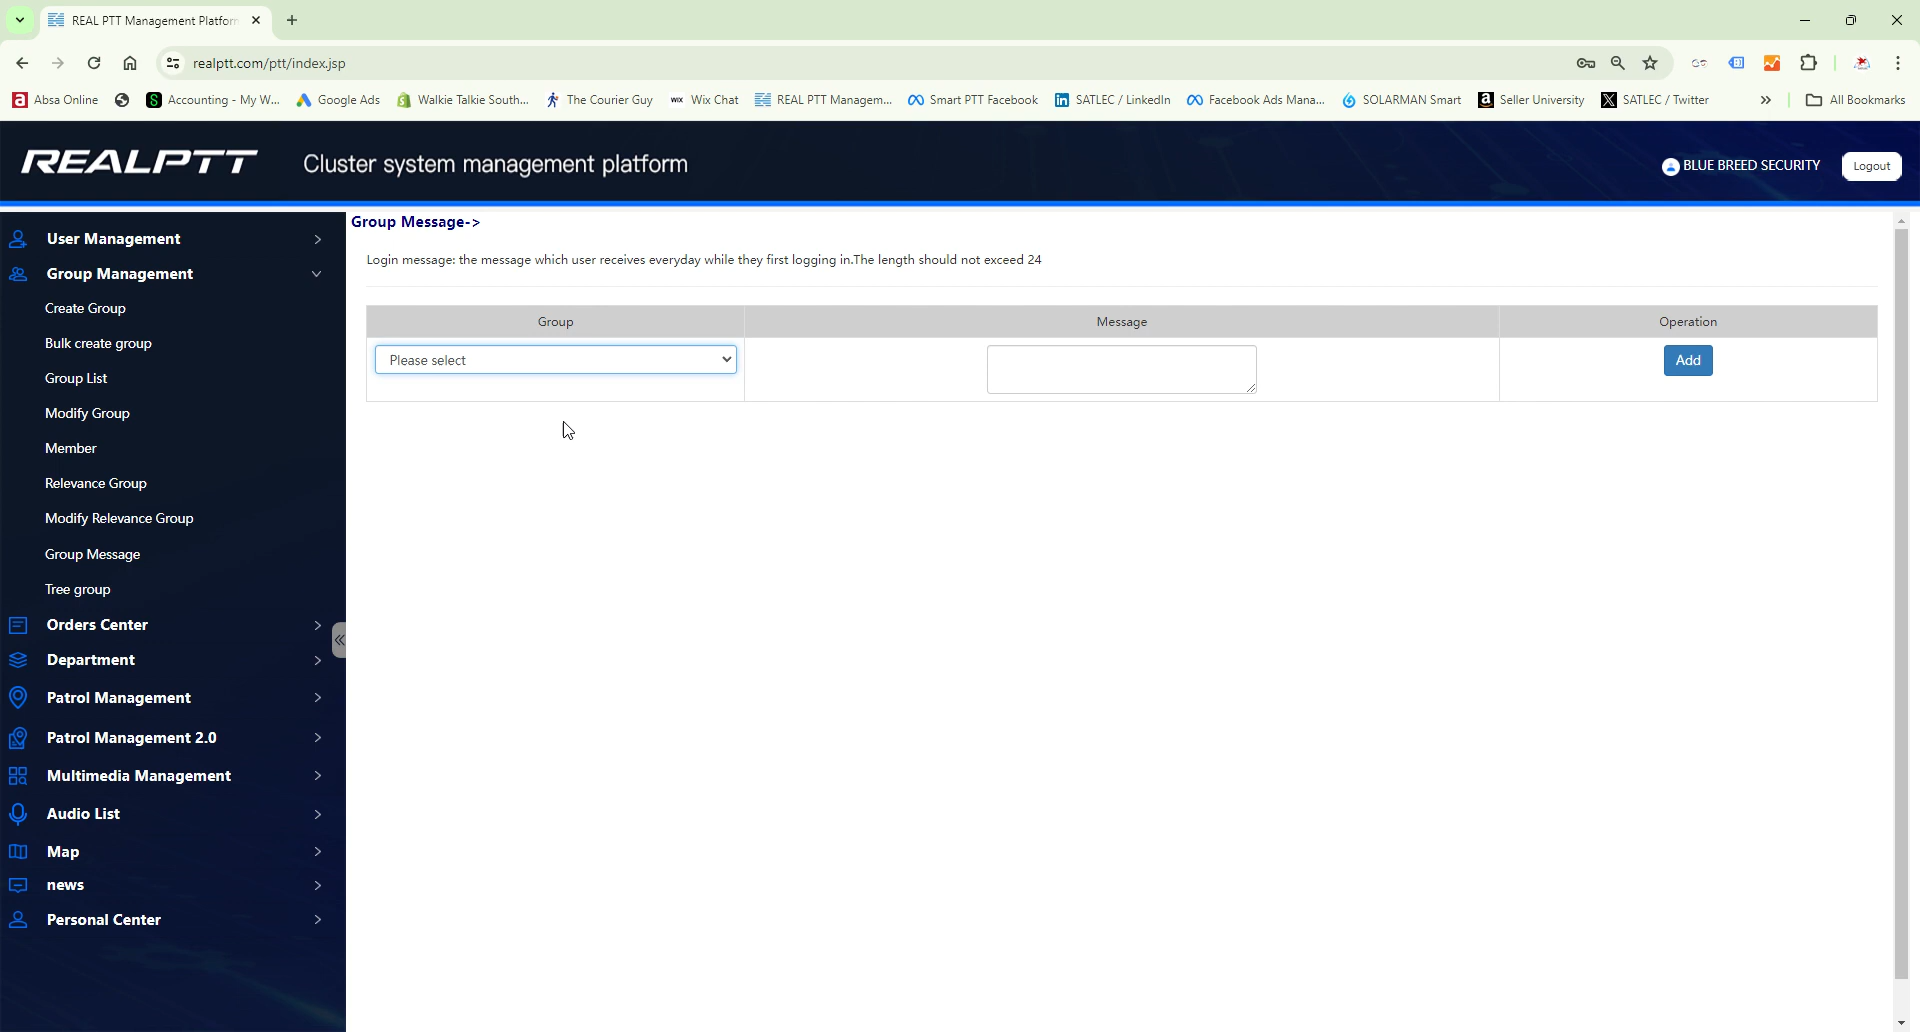 REAL PTT Management Platform
realptt.com/ptt/index.jsp
Absa Online
Accounting - My W...
Google Ads
Walkie Talkie South...
The Courier Guy
WIX Wix Chat
REAL PTT Managem...
Smart PTT Facebook
SATLEC / LinkedIn
Facebook Ads Mana...
SOLARMAN Smart
Seller University
SATLEC / Twitter
»
All Bookmarks
REALPTT
Cluster system management platform
BLUE BREED SECURITY
Logout
User Management
Group Management
Create Group
Bulk create group
Group List
Modify Group
Member
Relevance Group
Modify Relevance Group
Group Message
Tree group
Orders Center
Department
Patrol Management
Patrol Management 2.0
Multimedia Management
Audio List
Map
news
Personal Center
Group Message->
Login message: the message which user receives everyday while they first logging in.The length should not exceed 24
Group
Message
Operation
Please select
Add